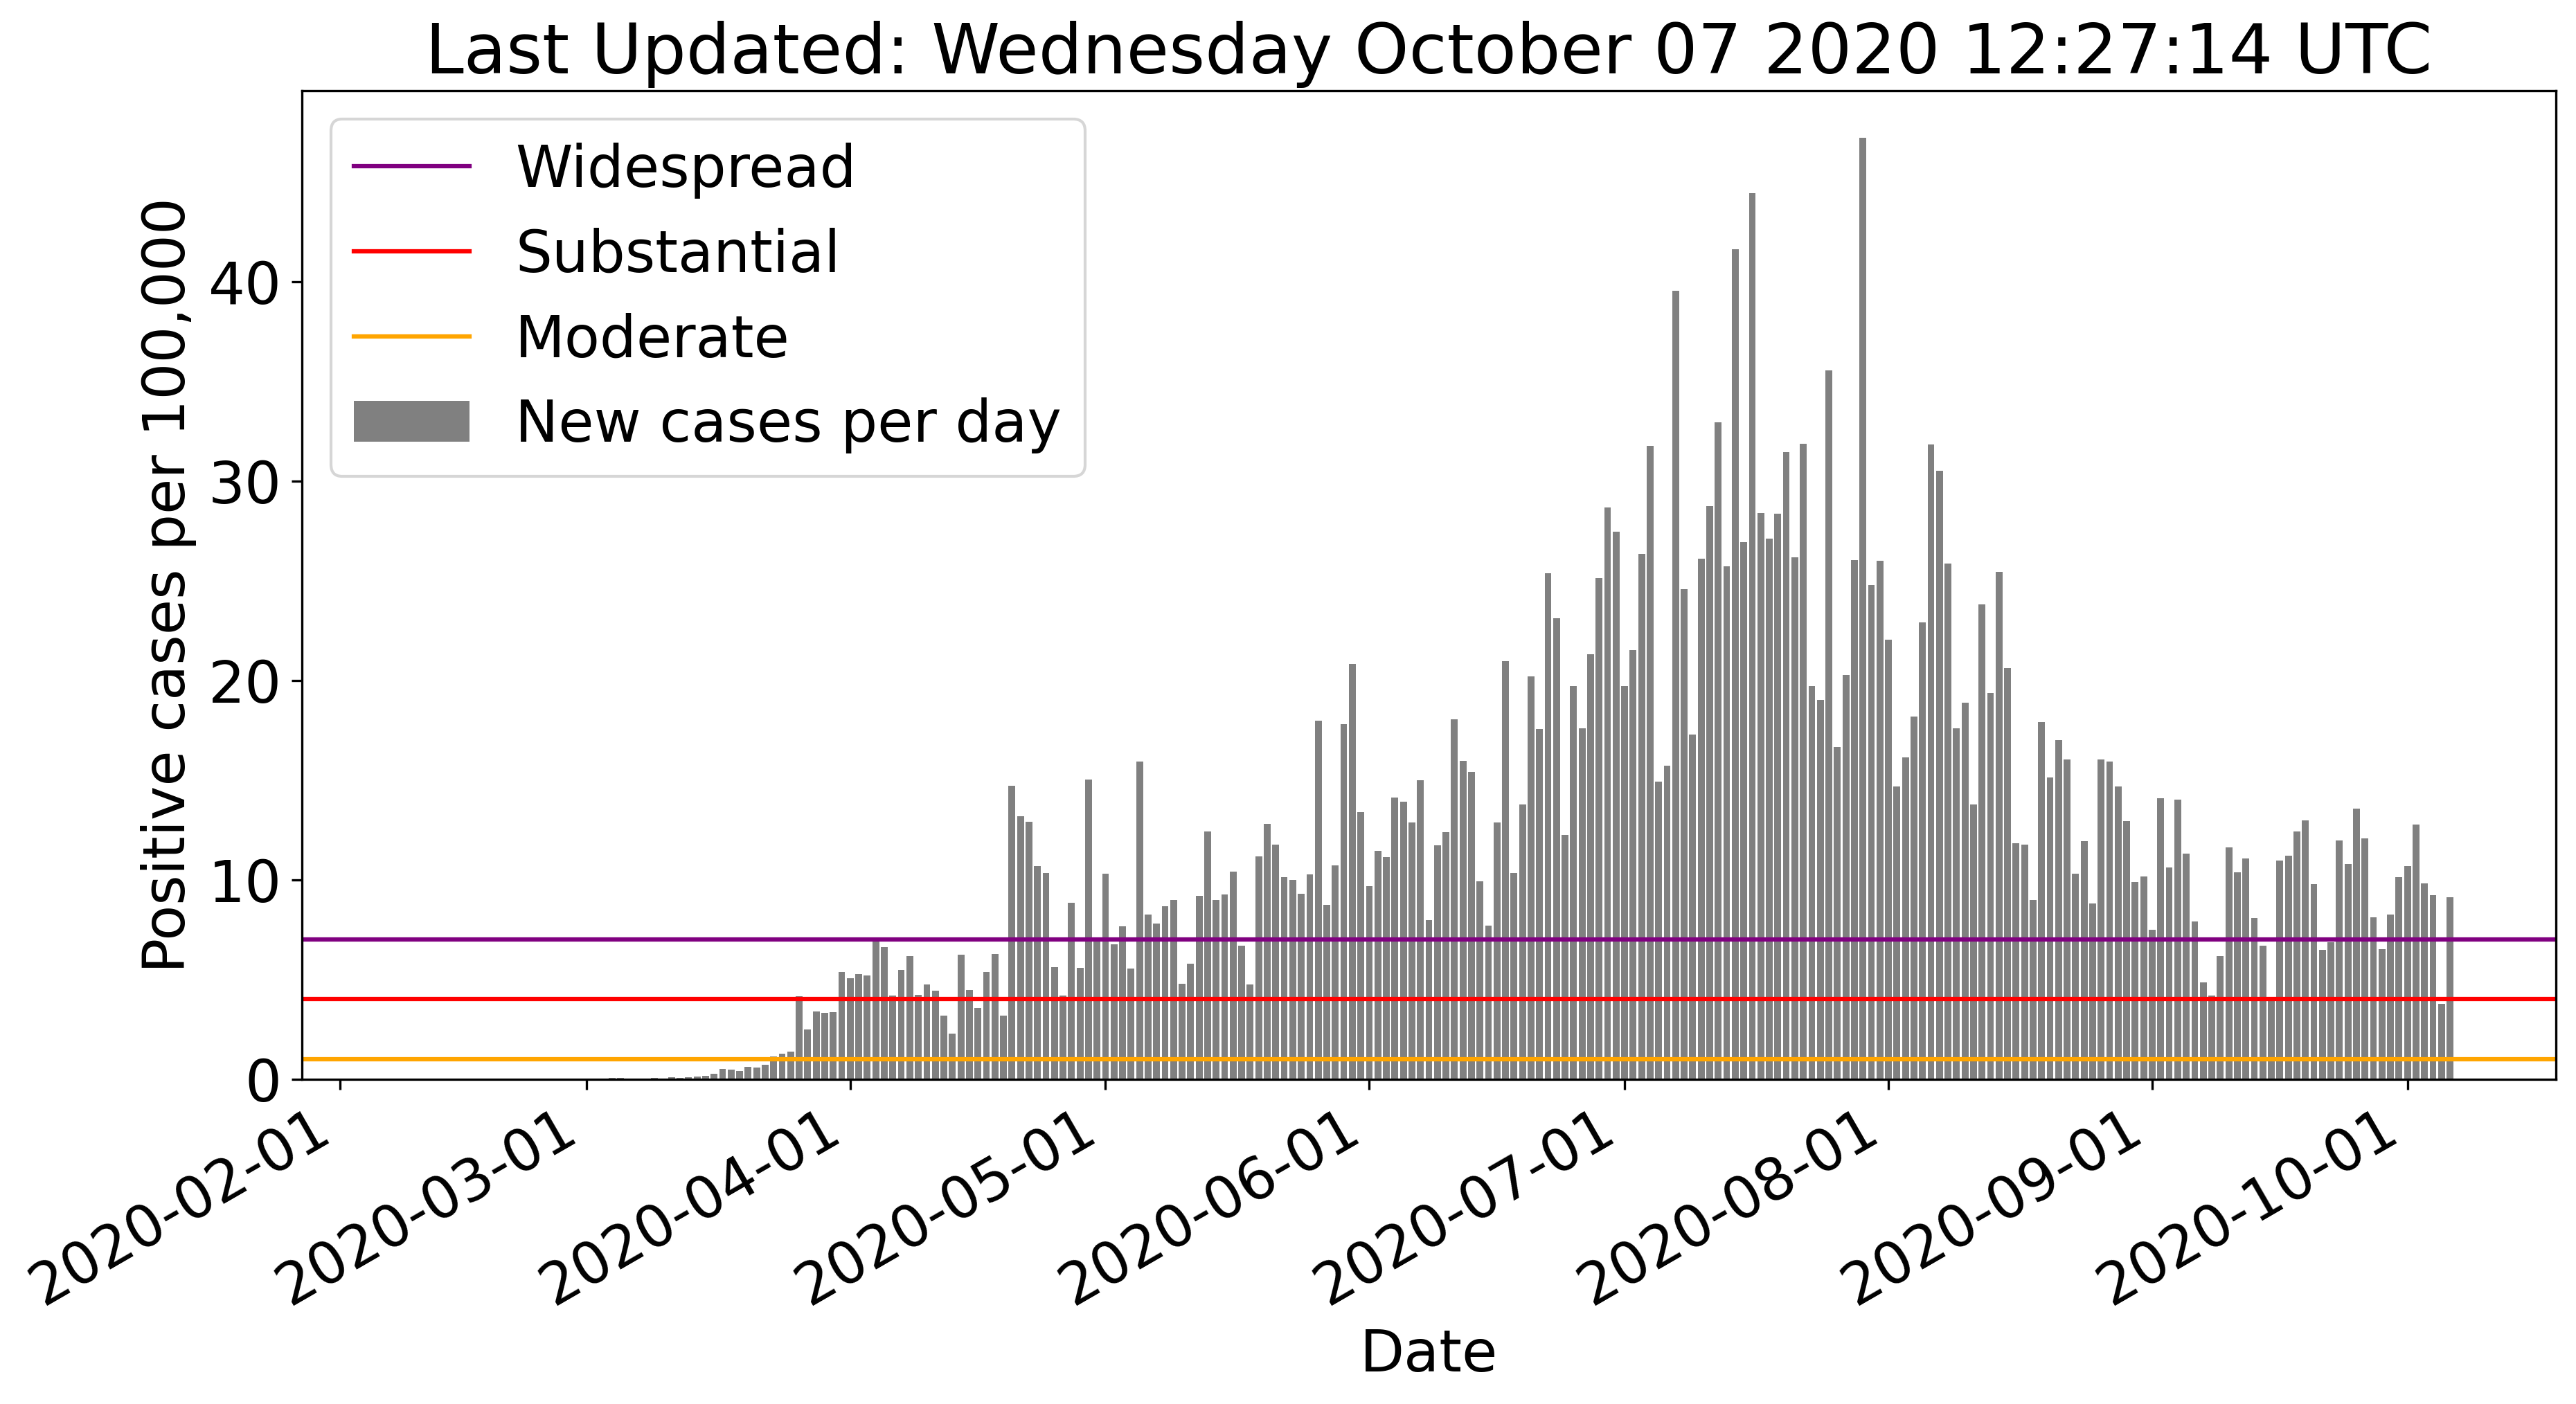 Last Updated: Wednesday October 07 2020 12:27:14 UTC
Widespread
Substantial
Moderate
New cases per day
Positive cases per 100,000
40
30
20
10
0
2020-02-01
2020-03-01
2020-04-01
2020-05-01
2020-06-01
2020-07-01
2020-08-01
2020-09-01
2020-10-01
Date